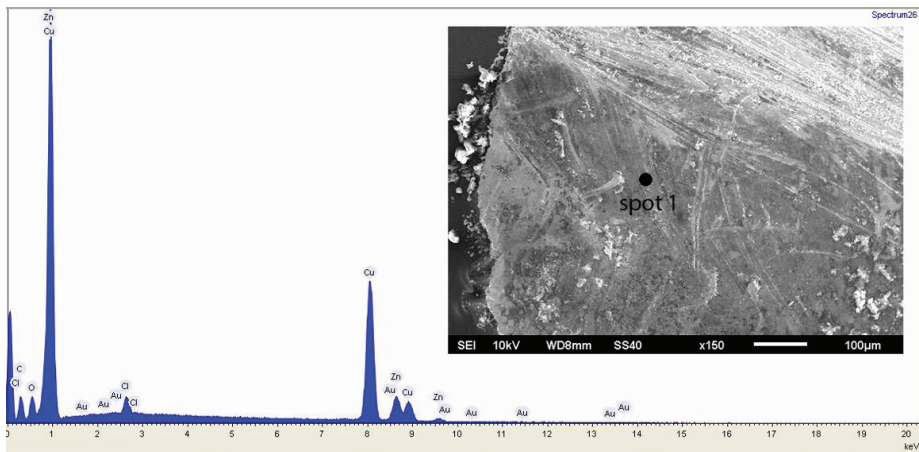 Spectrum26
Zn
Cu
Cu
C
Cl
O
Au
Au
Au
Cl
Cl
Zn
Au
Cu
Zn
Au
Au
Au
Au
Au
spot 1
SEI 10kV WD8mm SS40 x150 100µm
0 1 2 3 4 5 6 7 8 9 10 11 12 13 14 15 16 17 18 19 20
keV